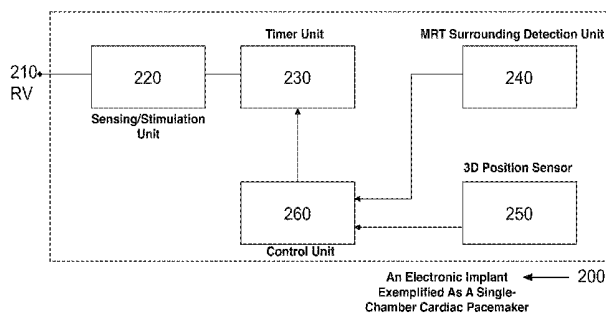 Timer Unit
MRT Surrounding Detection Unit
210
RV
220
230
240
Sensing/Stimulation
Unit
3D Position Sensor
260
250
Control Unit
An Electronic Implant
Exemplified As A Single-
Chamber Cardiac Pacemaker
200